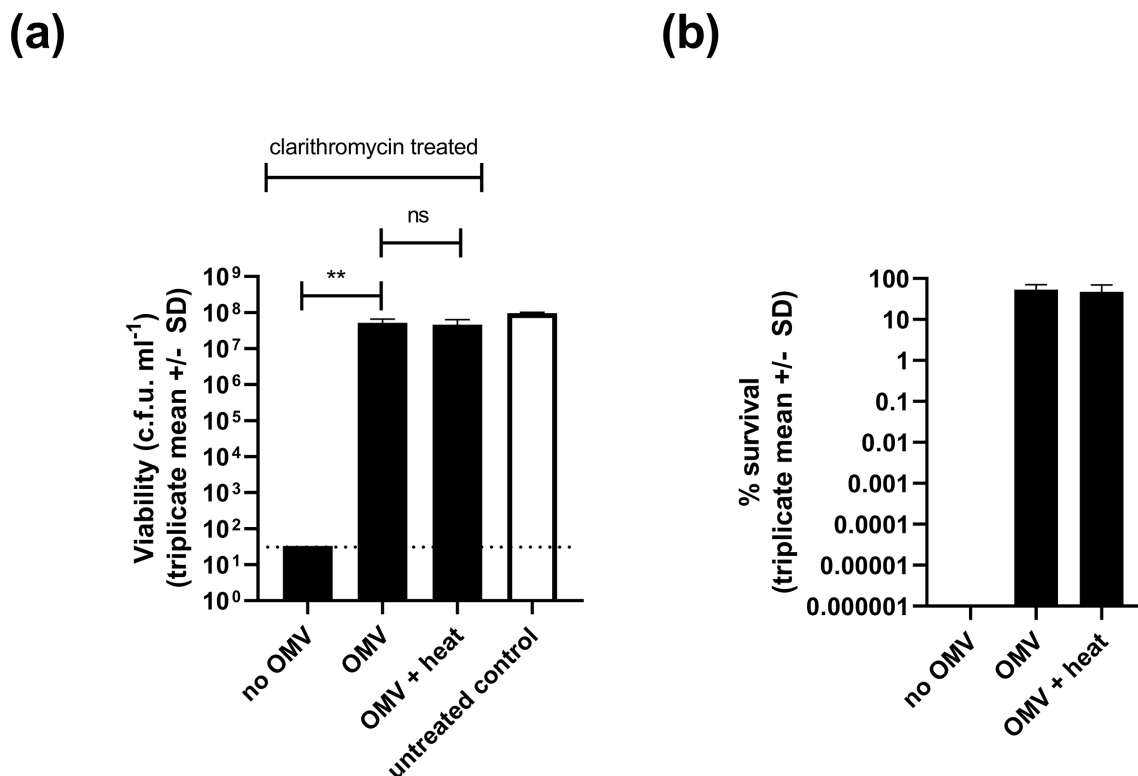 (a)
(b)
clarithromycin treated
ns
**
Viability (c.f.u. ml⁻¹)
(triplicate mean +/- SD)
10⁹
10⁸
10⁷
10⁶
10⁵
10⁴
10³
10²
10¹
10⁰
no OMV
OMV
OMV + heat
untreated control
% survival
(triplicate mean +/- SD)
100
10
1
0.1
0.01
0.001
0.0001
0.00001
0.000001
no OMV
OMV
OMV + heat